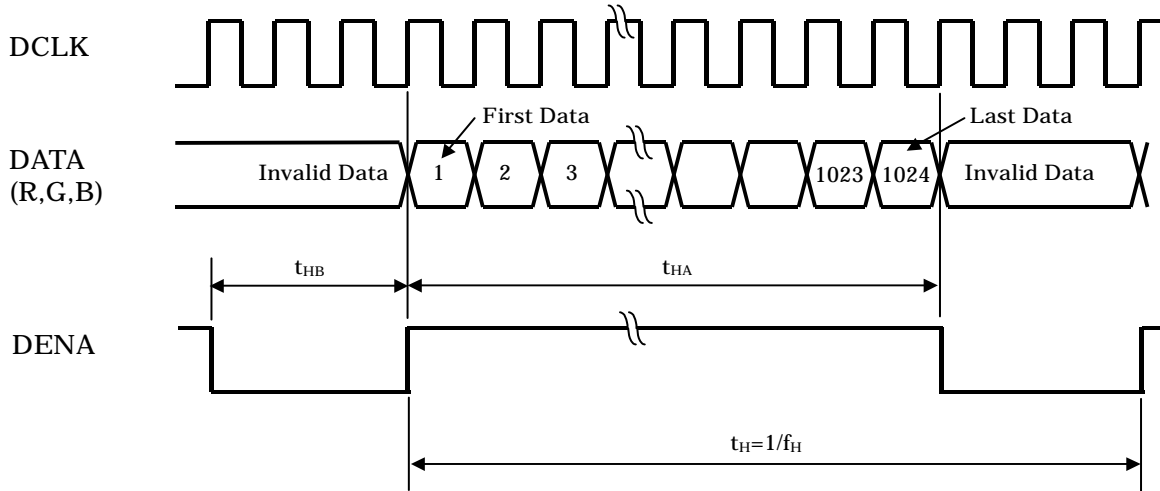 DCLK
First Data
Last Data
DATA
(R,G,B)
Invalid Data
1
2
3
1023
1024
Invalid Data
tHB
tHA
DENA
tH=1/fH